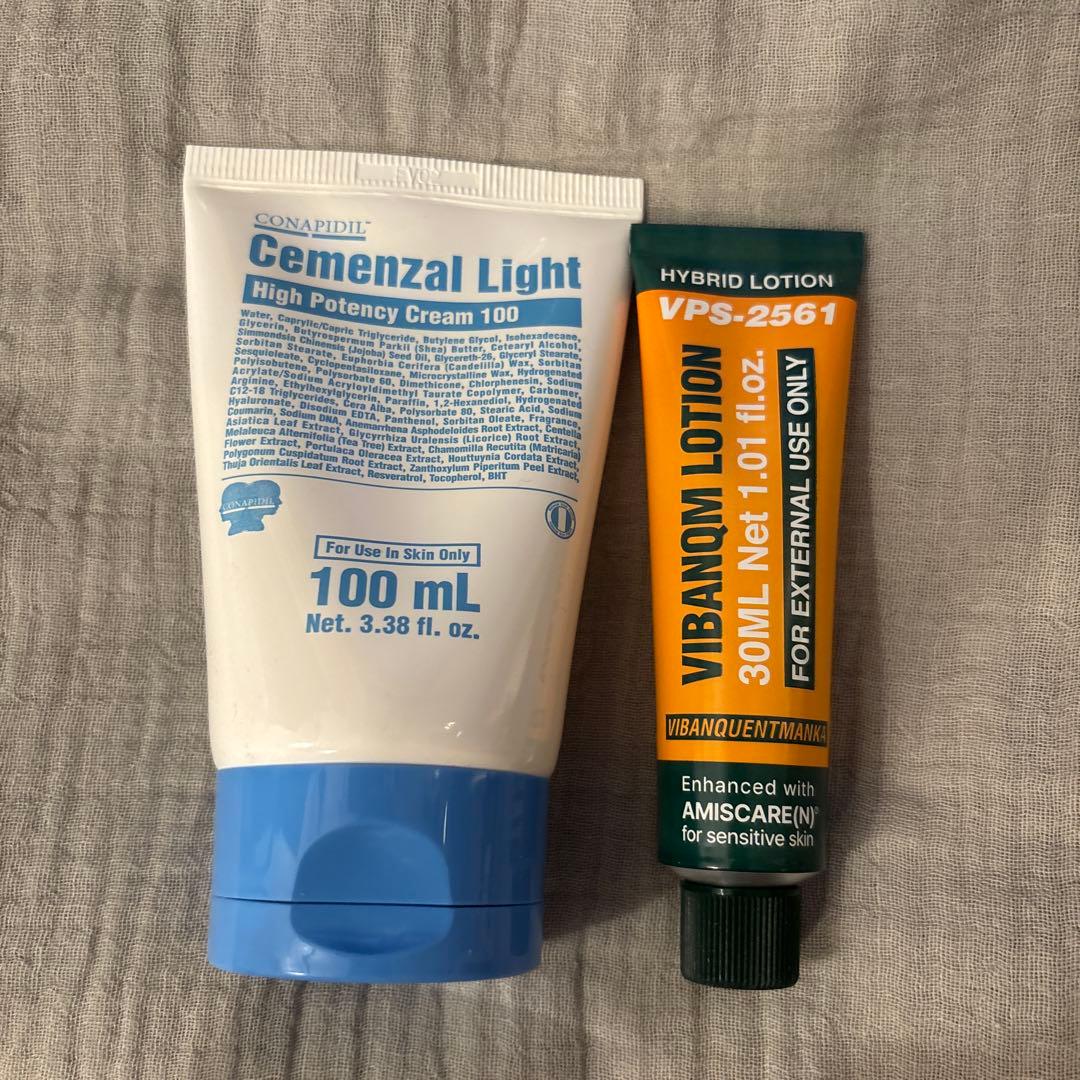 CONAPIDIL™
Cemenzal Light
High Potency Cream 100
Water, Caprylic/Capric Triglyceride, Butylene Glycol, Isohexadecane,
Glycerin, Butyrospermum Parkii (Shea) Butter, Cetearyl Alcohol,
Simmondsin Chinensis (Jojoba) Seed Oil, Glycereth-26, Glyceryl Stearate,
Sorbitan Stearate, Euphorbia Cerifera (Candelilla) Wax, Sorbitan
Sesquioleate, Cyclopentasiloxane, Microcrystalline Wax, Hydrogenated
Polyisobutene, Polysorbate 60, Dimethicone, Chlorphenesin, Sodium
Acrylate/Sodium Acryloyldimethyl Taurate Copolymer, Carbomer,
Arginine, Ethylhexylglycerin, Paraffin, 1,2-Hexanediol, Hydrogenated
C12-18 Triglycerides, Cera Alba, Polysorbate 80, Stearic Acid, Sodium
Hyaluronate, Disodium EDTA, Panthenol, Sorbitan Oleate, Fragrance,
Coumarin, Sodium DNA, Anemarrhena Asphodeloides Root Extract, Centella
Asiatica Leaf Extract, Glycyrrhiza Uralensis (Licorice) Root Extract,
Melaleuca Alternifolia (Tea Tree) Extract, Chamomilla Recutita (Matricaria)
Flower Extract, Portulaca Oleracea Extract, Houttuynia Cordata Extract,
Polygonum Cuspidatum Root Extract, Zanthoxylum Piperitum Peel Extract,
Thuja Orientalis Leaf Extract, Resveratrol, Tocopherol, BHT
CONAPIDIL
For Use In Skin Only
100 mL
Net. 3.38 fl. oz.
HYBRID LOTION
VPS-2561
VIBANQM LOTION
30ML Net 1.01 fl.oz.
FOR EXTERNAL USE ONLY
VIBANQUENTMANKA
Enhanced with
AMISCARE(N)®
for sensitive skin